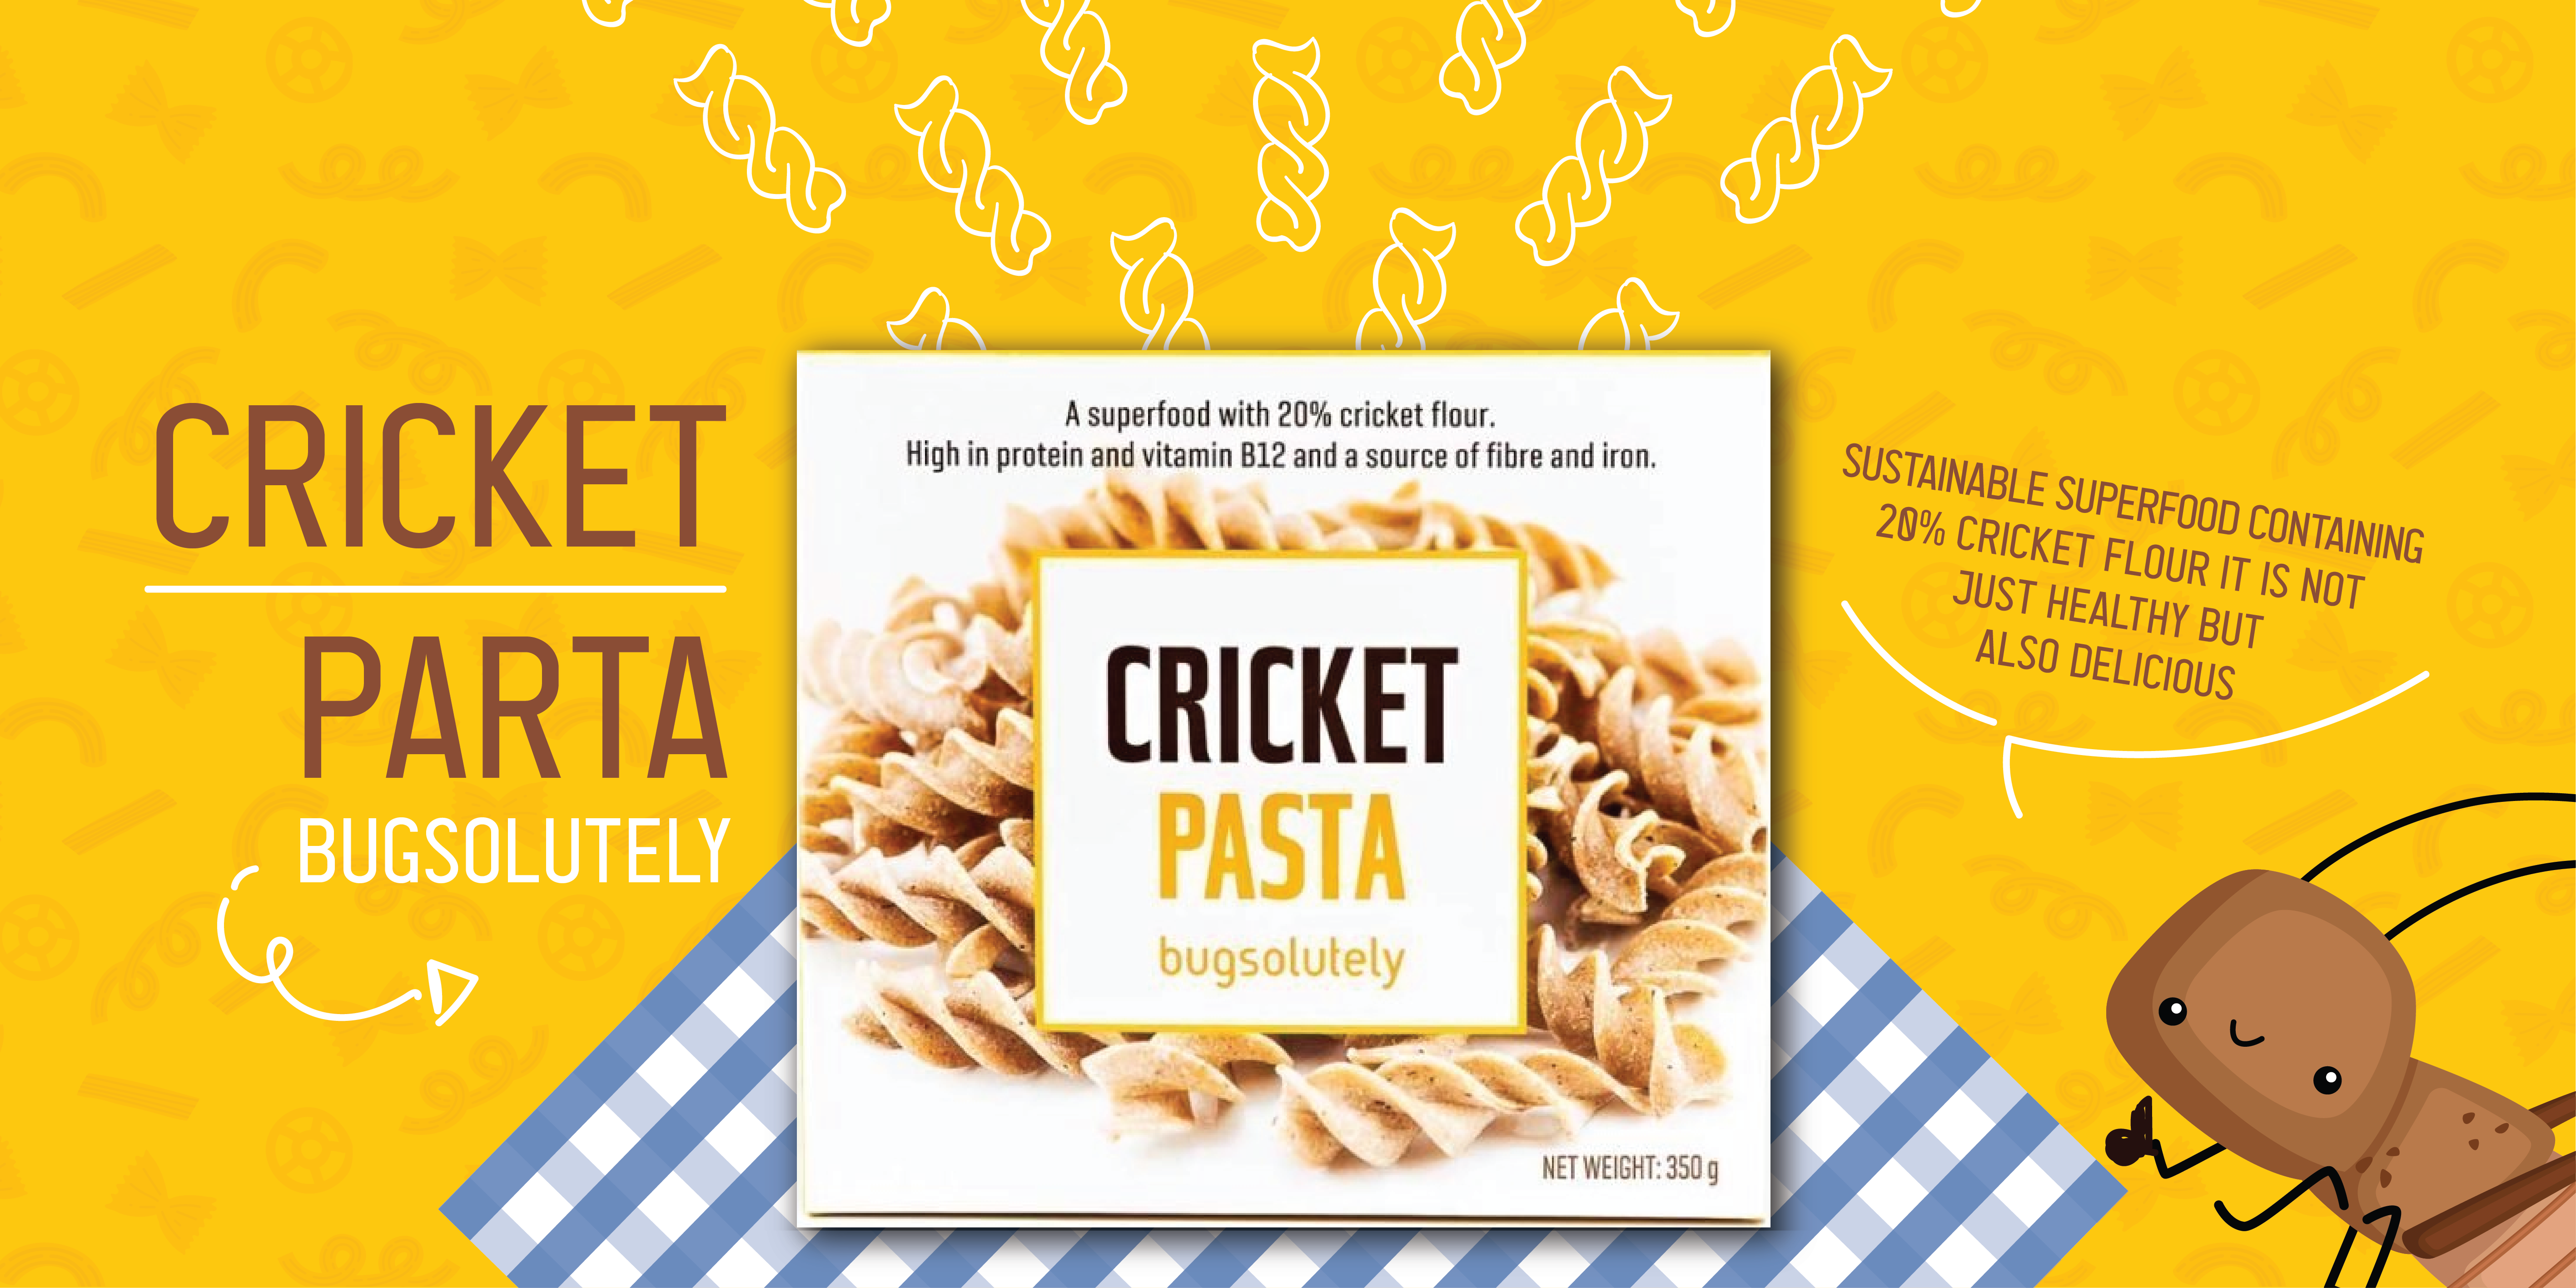 CRICKET
PARTA
BUGSOLUTELY
A superfood with 20% cricket flour.
High in protein and vitamin B12 and a source of fibre and iron.
CRICKET
PASTA
bugsolutely
NET WEIGHT: 350 g
SUSTAINABLE SUPERFOOD CONTAINING
20% CRICKET FLOUR IT IS NOT
JUST HEALTHY BUT
ALSO DELICIOUS